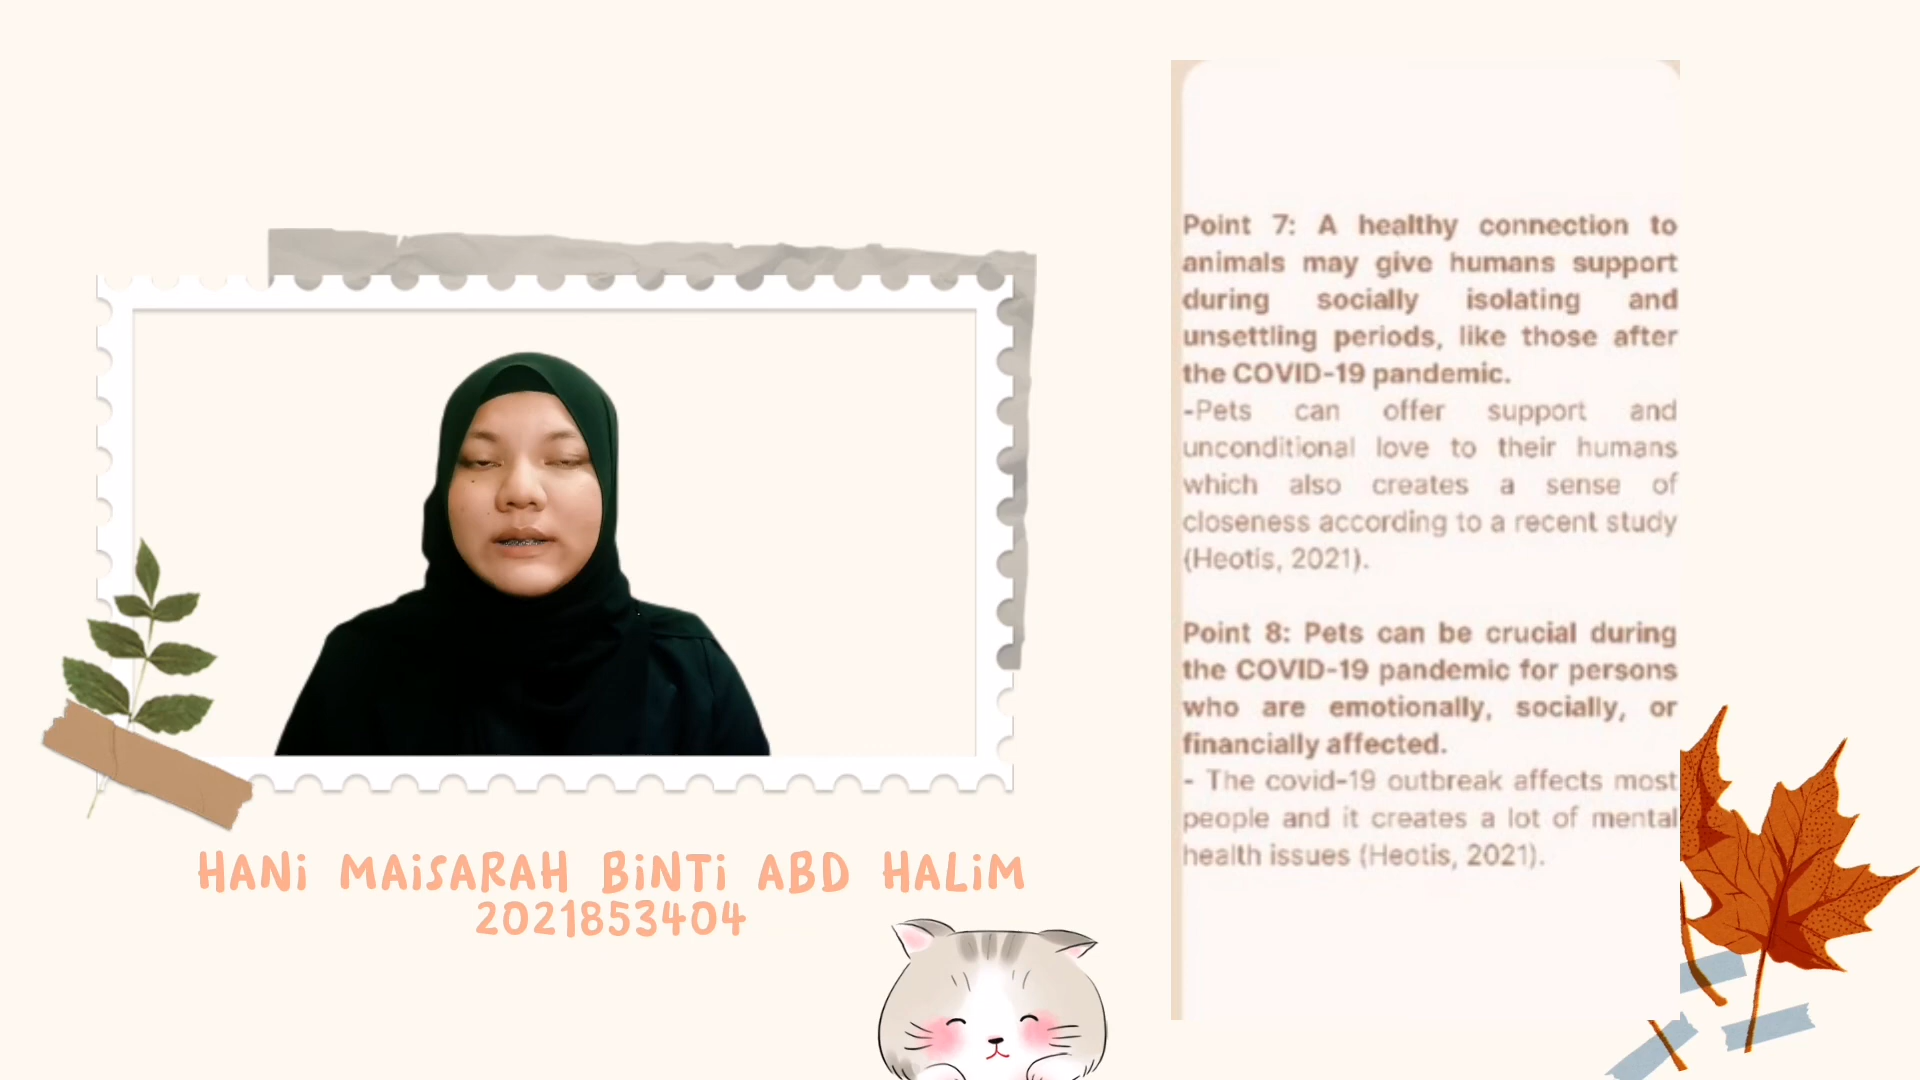 HANi MAiSARAH BiNTi ABD HALiM
2021853404
Point 7: A healthy connection to
animals may give humans support
during socially isolating and
unsettling periods, like those after
the COVID-19 pandemic.
-Pets can offer support and
unconditional love to their humans
which also creates a sense of
closeness according to a recent study
(Heotis, 2021).
Point 8: Pets can be crucial during
the COVID-19 pandemic for persons
who are emotionally, socially, or
financially affected.
- The covid-19 outbreak affects most
people and it creates a lot of mental
health issues (Heotis, 2021).